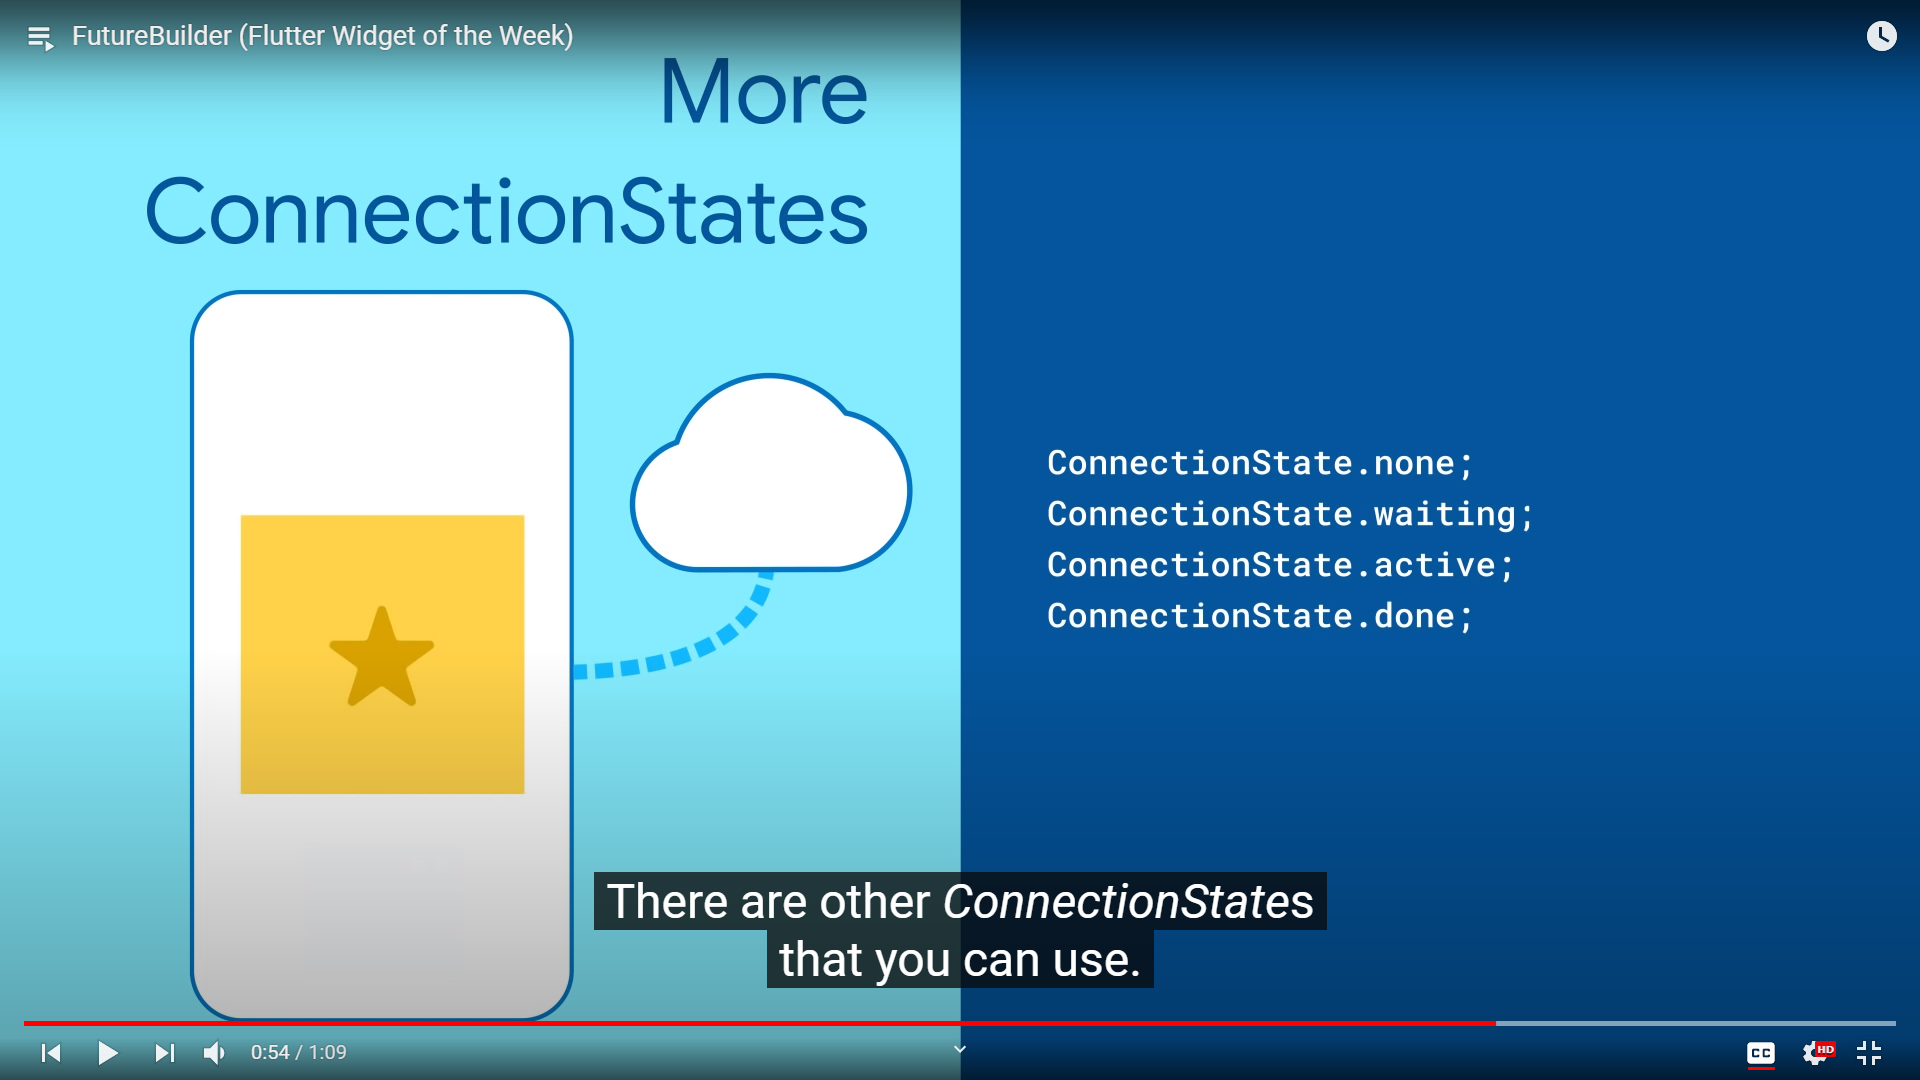 FutureBuilder (Flutter Widget of the Week)
More
ConnectionStates
ConnectionState.none;
ConnectionState.waiting;
ConnectionState.active;
ConnectionState.done;
There are other ConnectionStates
that you can use.
0:54 / 1:09
CC
HD